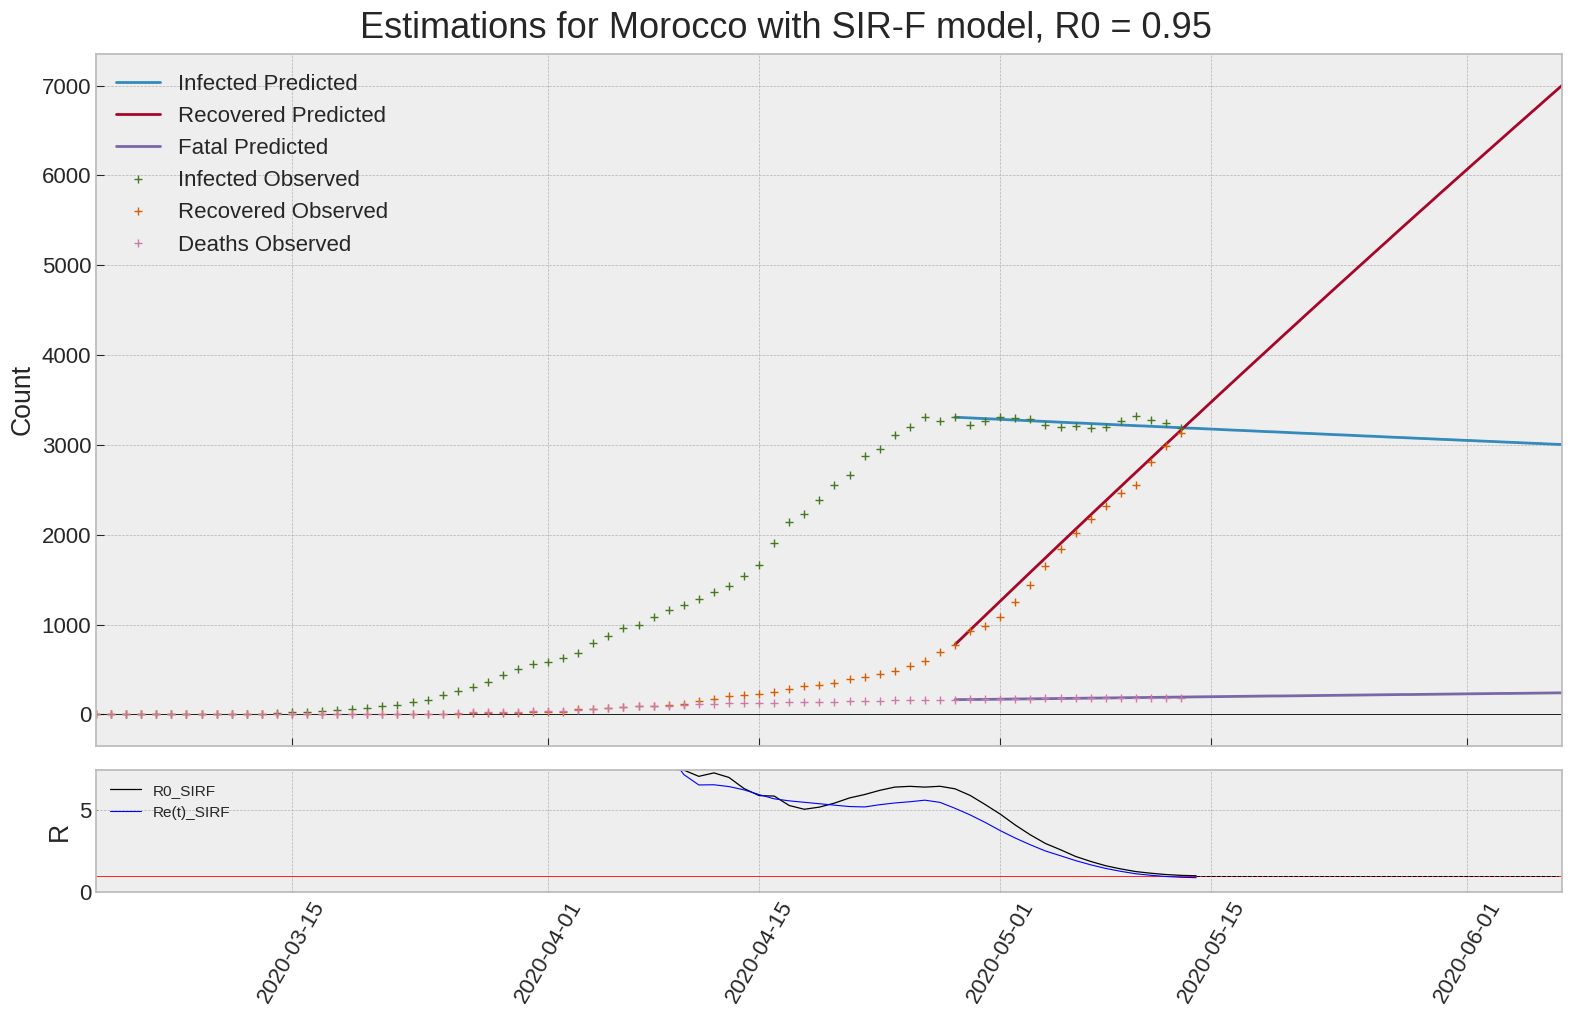 Estimations for Morocco with SIR-F model, R0 = 0.95
7000
6000
5000
4000
3000
2000
1000
0
Count
Infected Predicted
Recovered Predicted
Fatal Predicted
Infected Observed
Recovered Observed
Deaths Observed
5
0
R
R0_SIRF
Re(t)_SIRF
2020-03-15
2020-04-01
2020-04-15
2020-05-01
2020-05-15
2020-06-01